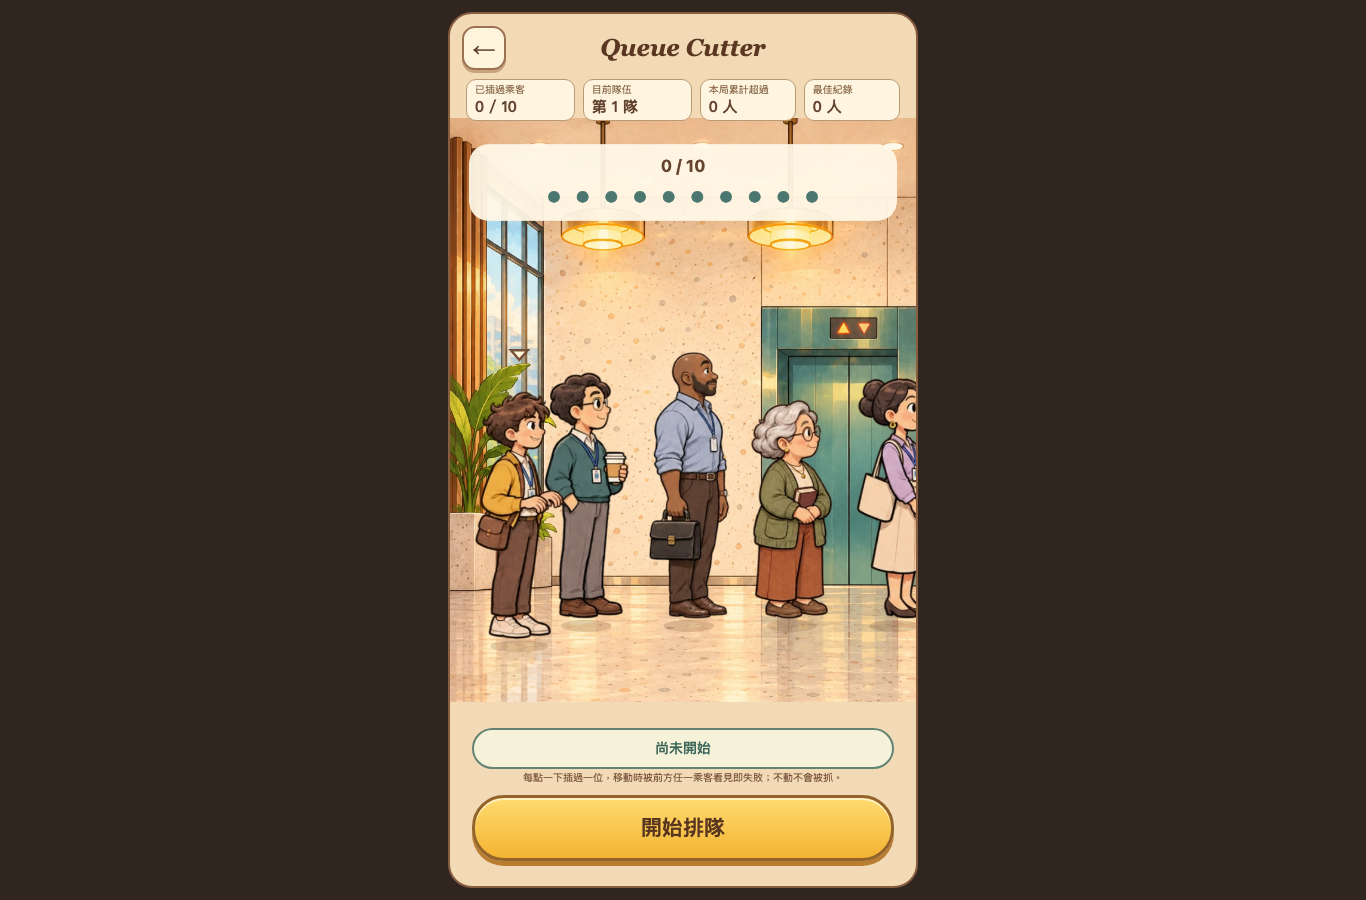 ←
Queue Cutter
已插過乘客
0 / 10
目前隊伍
第 1 隊
本局累計超過
0 人
最佳紀錄
0 人
0 / 10
尚未開始
每點一下插過一位，移動時被前方任一乘客看見即失敗；不動不會被抓。
開始排隊